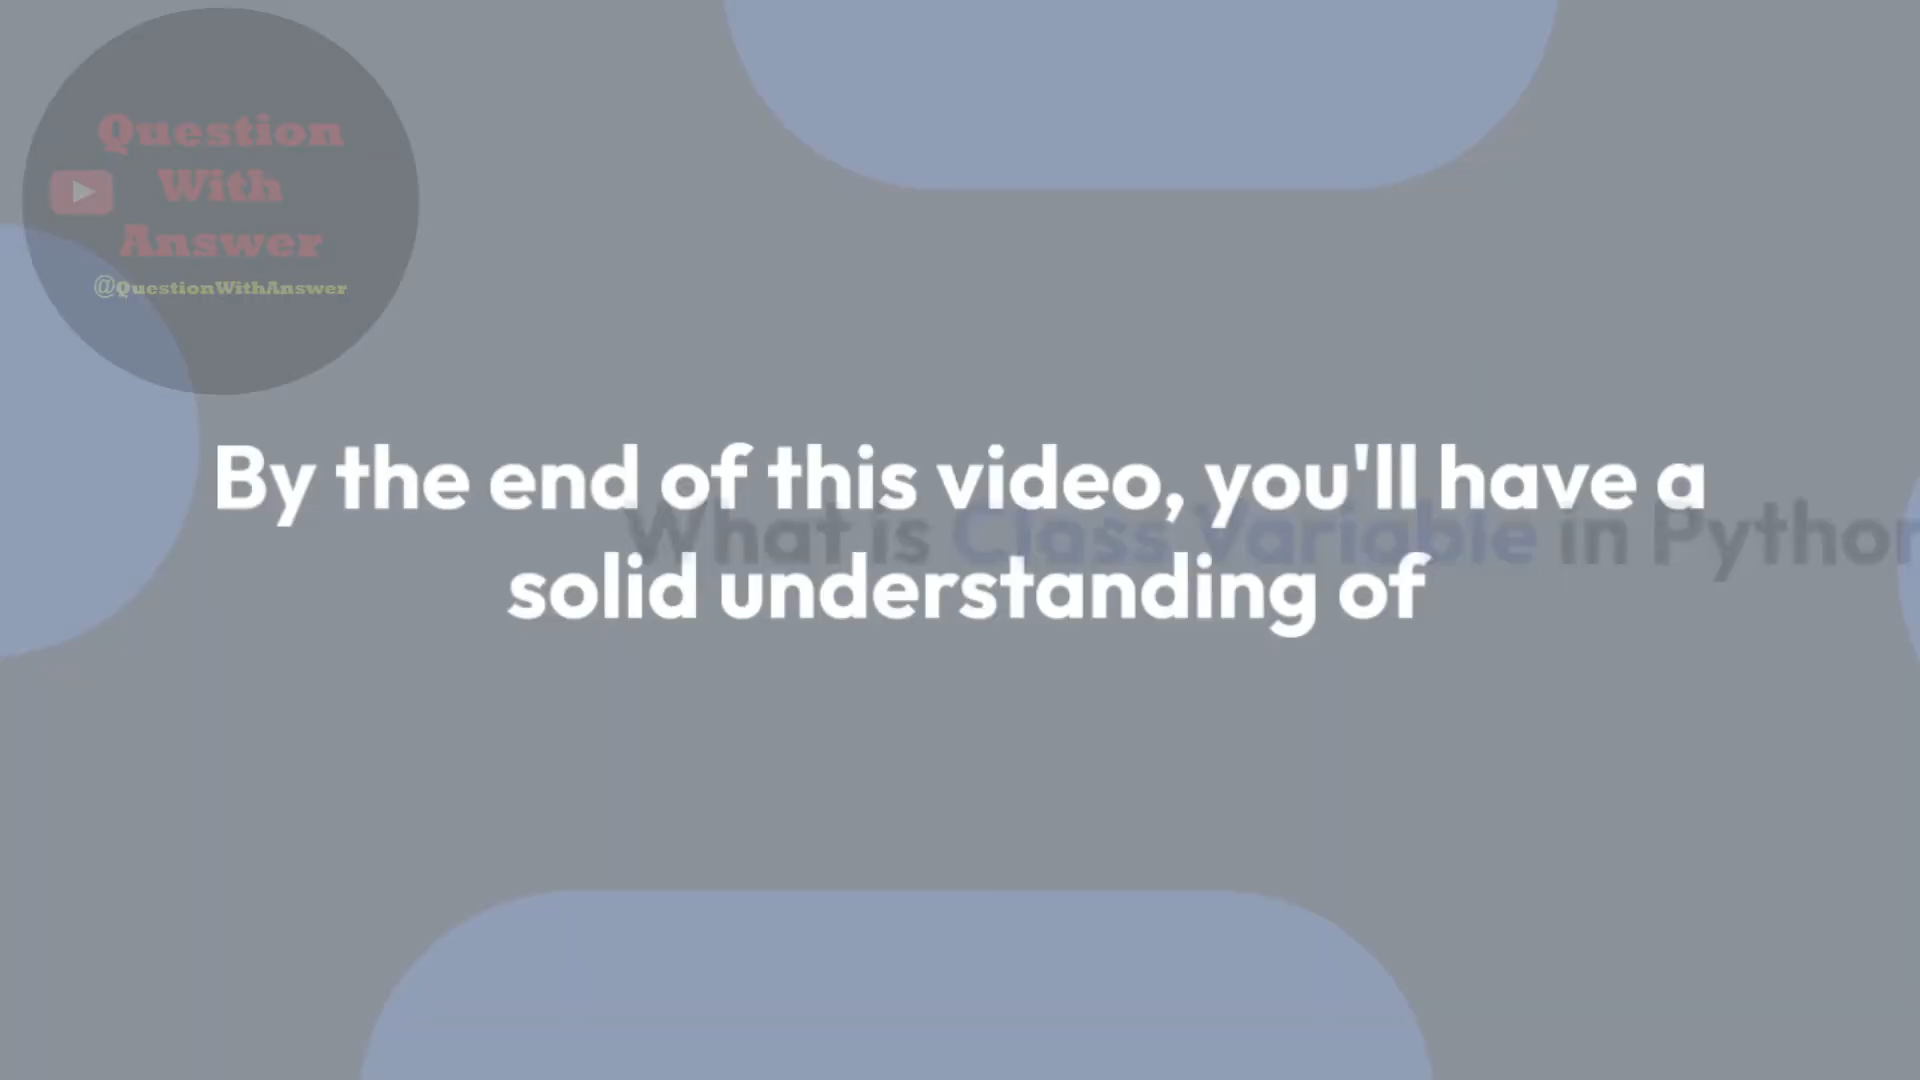 Question
With
Answer
@QuestionWithAnswer
By the end of this video, you'll have a
What is Class Variable in Python
solid understanding of